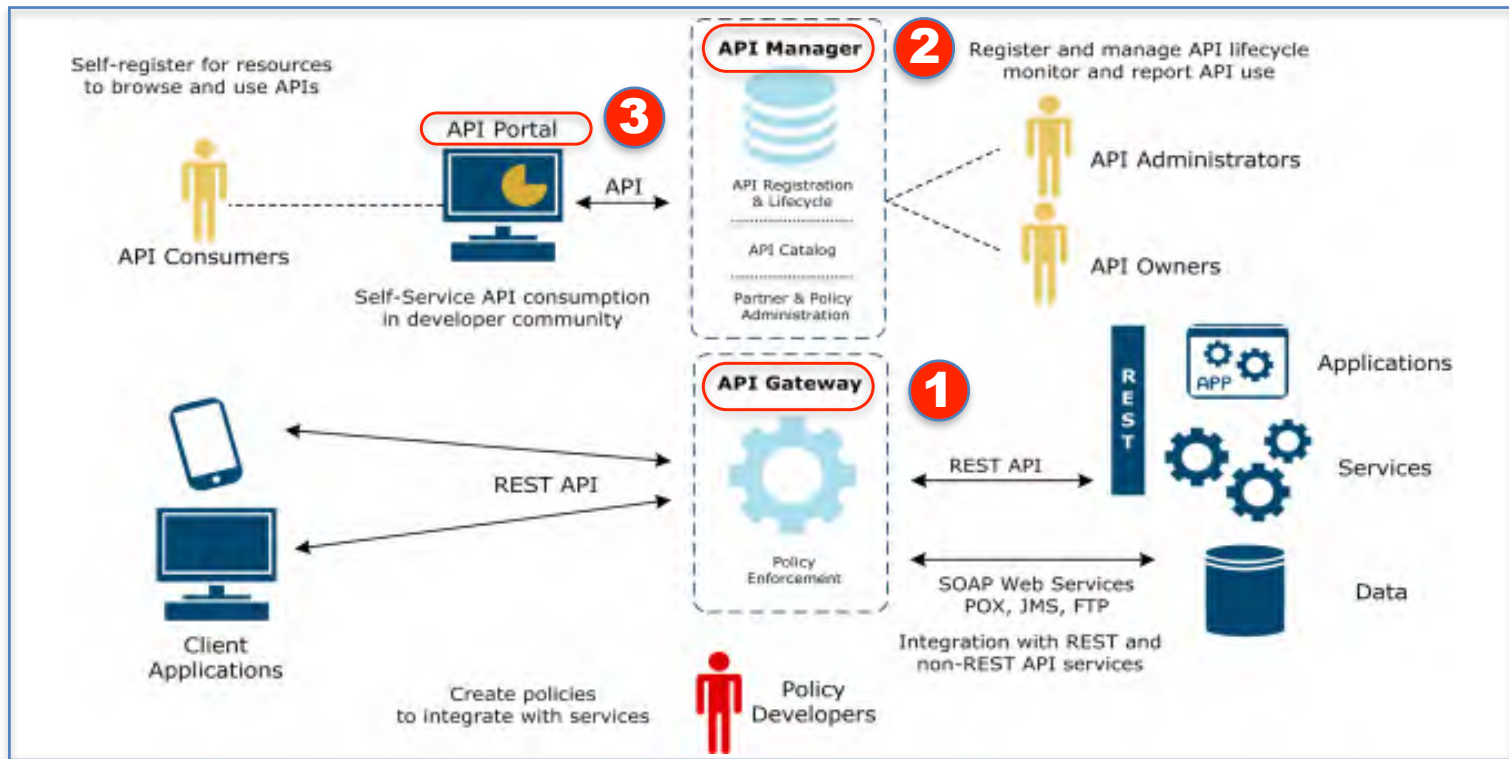 API Manager
2
Register and manage API lifecycle
monitor and report API use
Self-register for resources
to browse and use APIs
3
API Portal
API
API Registration
& Lifecycle
API Catalog
Partner & Policy
Administration
API Administrators
API Consumers
API Owners
Self-Service API consumption
in developer community
API Gateway
1
REST
APP
Applications
REST API
REST API
Services
Policy
Enforcement
SOAP Web Services
POX, JMS, FTP
Data
Client
Applications
Integration with REST and
non-REST API services
Create policies
to integrate with services
Policy
Developers